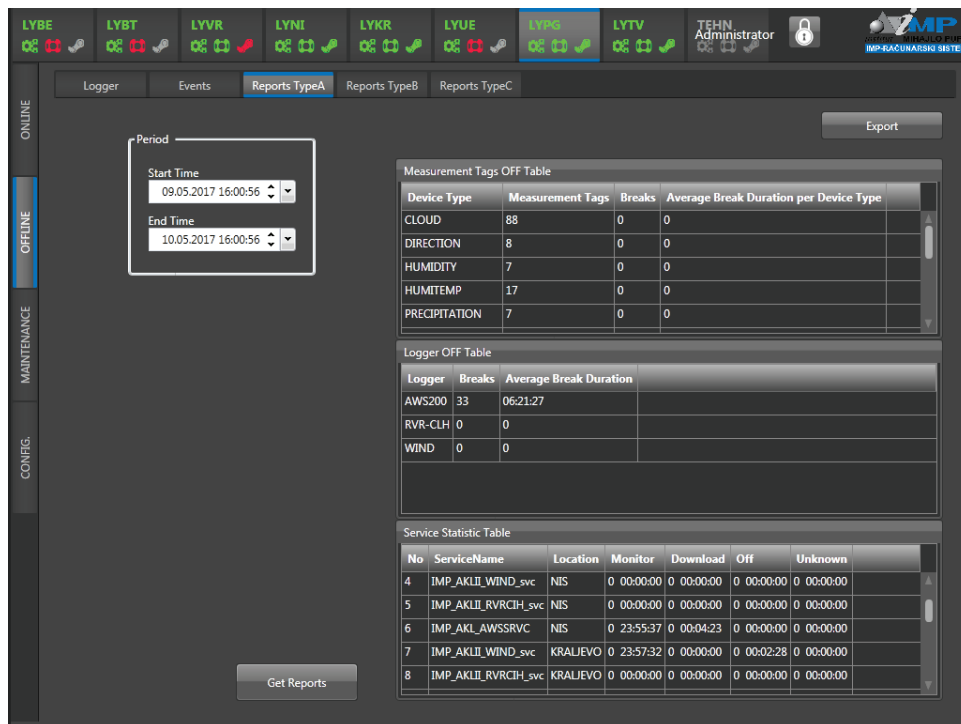 LYBE LYBT LYVR LYNI LYKR LYUE LYPG LYTV TEHN
Administrator
IMP
MIHAJLO PUP
IMP-RAČUNARSKI SISTE
ONLINE
OFFLINE
MAINTENANCE
CONFIG.
Logger Events Reports TypeA Reports TypeB Reports TypeC
Export
Period
Start Time
09.05.2017 16:00:56
End Time
10.05.2017 16:00:56
Get Reports
Measurement Tags OFF Table
Device Type Measurement Tags Breaks Average Break Duration per Device Type
CLOUD 88 0 0
DIRECTION 8 0 0
HUMIDITY 7 0 0
HUMITEMP 17 0 0
PRECIPITATION 7 0 0
Logger OFF Table
Logger Breaks Average Break Duration
AWS200 33 06:21:27
RVR-CLH 0 0
WIND 0 0
Service Statistic Table
No ServiceName Location Monitor Download Off Unknown
4 IMP_AKLII_WIND_svc NIS 0 00:00:00 0 00:00:00 0 00:00:00 0 00:00:00
5 IMP_AKLII_RVRCIH_svc NIS 0 00:00:00 0 00:00:00 0 00:00:00 0 00:00:00
6 IMP_AKL_AWSSRVC NIS 0 23:55:37 0 00:04:23 0 00:00:00 0 00:00:00
7 IMP_AKLII_WIND_svc KRALJEVO 0 23:57:32 0 00:00:00 0 00:02:28 0 00:00:00
8 IMP_AKLII_RVRCIH_svc KRALJEVO 0 00:00:00 0 00:00:00 0 00:00:00 0 00:00:00